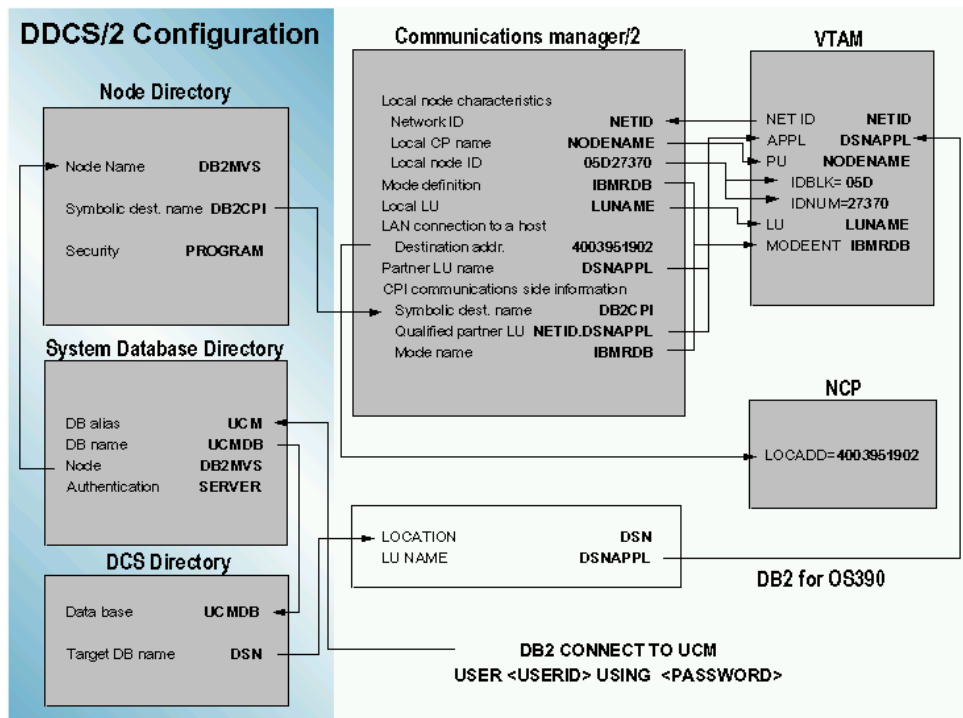 DDCS/2 Configuration
Node Directory
Node Name DB2MVS
Symbolic dest. name DB2CPI
Security PROGRAM
System Database Directory
DB alias UCM
DB name UCMDB
Node DB2MVS
Authentication SERVER
DCS Directory
Data base UCMDB
Target DB name DSN
Communications manager/2
Local node characteristics
Network ID NETID
Local CP name NODENAME
Local node ID 05D27370
Mode definition IBMRDB
Local LU LUNAME
LAN connection to a host
Destination addr. 4003951902
Partner LU name DSNAPPL
CPI communications side information
Symbolic dest. name DB2CPI
Qualified partner LU NETID.DSNAPPL
Mode name IBMRDB
VTAM
NET ID NETID
APPL DSNAPPL
PU NODENAME
IDBLK= 05D
IDNUM=27370
LU LUNAME
MODEENT IBMRDB
NCP
LOCADD=4003951902
LOCATION DSN
LU NAME DSNAPPL
DB2 for OS390
DB2 CONNECT TO UCM
USER <USERID> USING <PASSWORD>